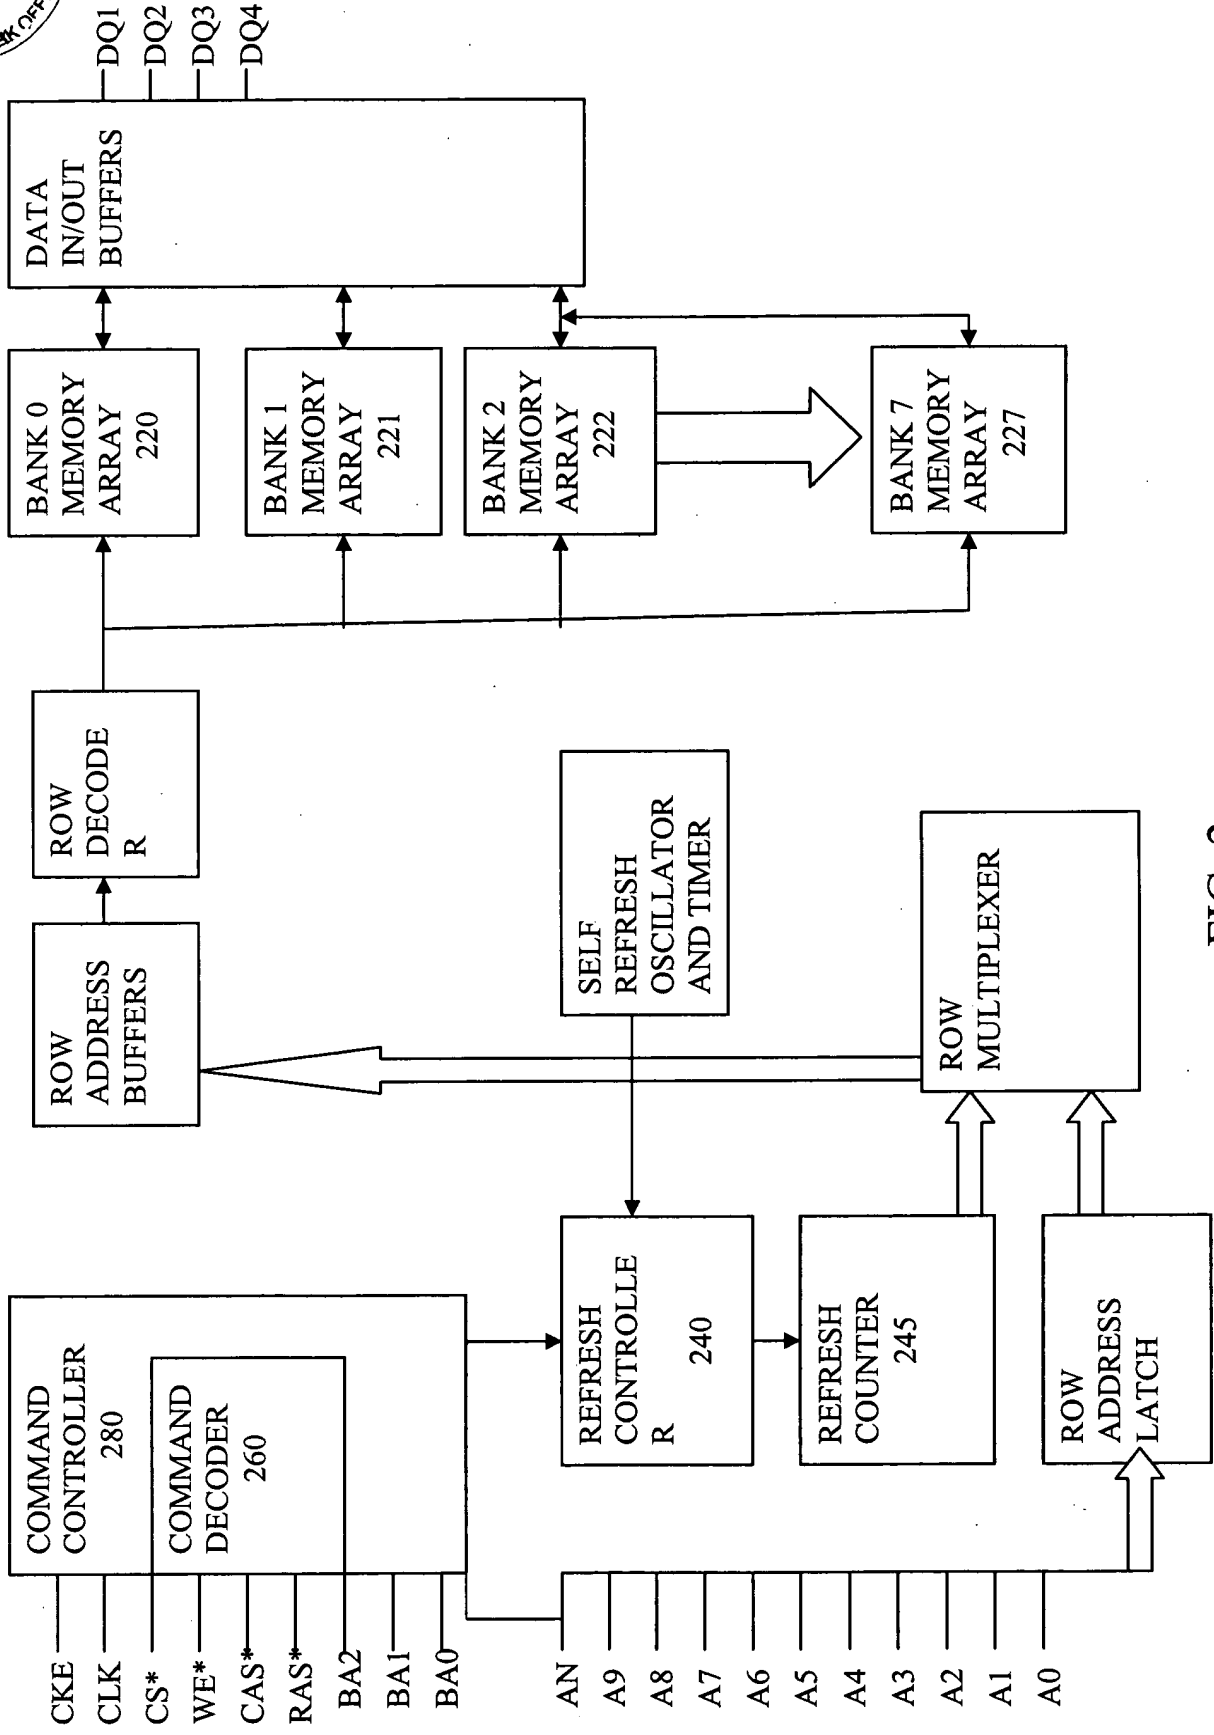 CKE
CLK
CS*
WE*
CAS*
RAS*
BA2
BA1
BA0
AN
A9
A8
A7
A6
A5
A4
A3
A2
A1
A0
COMMAND
CONTROLLER
280
COMMAND
DECODER
260
REFRESH
CONTROLLE
R
240
REFRESH
COUNTER
245
ROW
ADDRESS
LATCH
ROW
ADDRESS
BUFFERS
SELF
REFRESH
OSCILLATOR
AND TIMER
ROW
MULTIPLEXER
ROW
DECODE
R
BANK 0
MEMORY
ARRAY
220
BANK 1
MEMORY
ARRAY
221
BANK 2
MEMORY
ARRAY
222
BANK 7
MEMORY
ARRAY
227
DATA
IN/OUT
BUFFERS
DQ1
DQ2
DQ3
DQ4